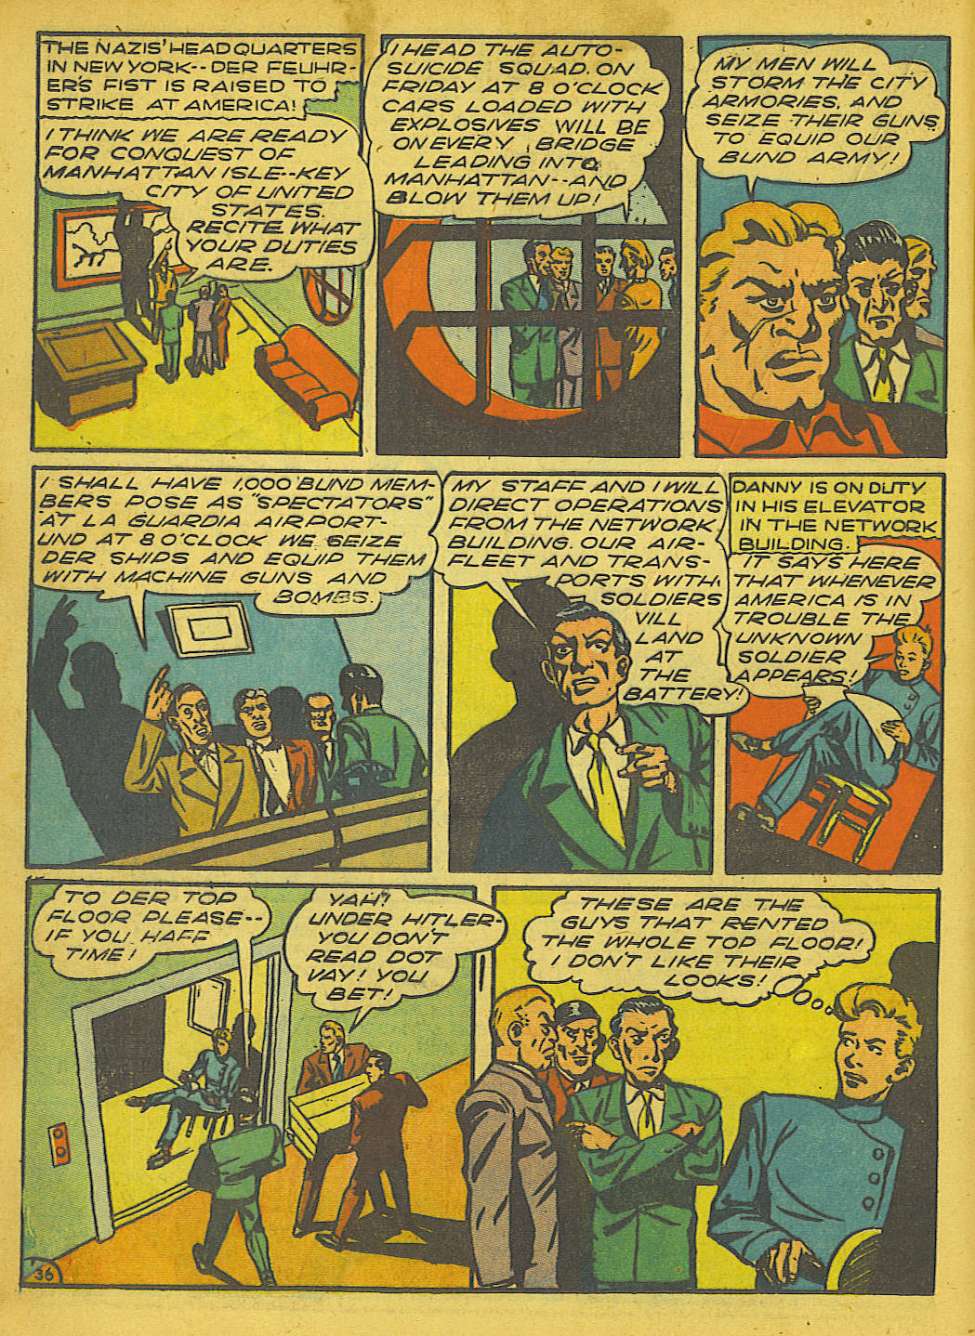 THE NAZIS' HEADQUARTERS
IN NEW YORK--DER FEUHR-
ER'S FIST IS RAISED TO
STRIKE AT AMERICA!
I THINK WE ARE READY
FOR CONQUEST OF
MANHATTAN ISLE--KEY
CITY OF UNITED
STATES.
RECITE WHAT
YOUR DUTIES
ARE.
I HEAD THE AUTO-
SUICIDE SQUAD. ON
FRIDAY AT 8 O'CLOCK
CARS LOADED WITH
EXPLOSIVES WILL BE
ON EVERY BRIDGE
LEADING INTO
MANHATTAN--AND
BLOW THEM UP!
MY MEN WILL
STORM THE CITY
ARMORIES, AND
SEIZE THEIR GUNS
TO EQUIP OUR
BUND ARMY!
I SHALL HAVE 1,000 BUND MEM-
BERS POSE AS "SPECTATORS"
AT LA GUARDIA AIRPORT-
UND AT 8 O'CLOCK WE SEIZE
DER SHIPS AND EQUIP THEM
WITH MACHINE GUNS AND
BOMBS.
MY STAFF AND I WILL
DIRECT OPERATIONS
FROM THE NETWORK
BUILDING. OUR AIR-
FLEET AND TRANS-
PORTS WITH
SOLDIERS
VILL
LAND
AT
THE
BATTERY!
DANNY IS ON DUTY
IN HIS ELEVATOR
IN THE NETWORK
BUILDING.
IT SAYS HERE
THAT WHENEVER
AMERICA IS IN
TROUBLE THE
UNKNOWN
SOLDIER
APPEARS!
TO DER TOP
FLOOR PLEASE--
IF YOU HAFF
TIME!
YAH!
UNDER HITLER-
YOU DON'T
READ DOT
VAY! YOU
BET!
THESE ARE THE
GUYS THAT RENTED
THE WHOLE TOP FLOOR!
I DON'T LIKE THEIR
LOOKS!
36